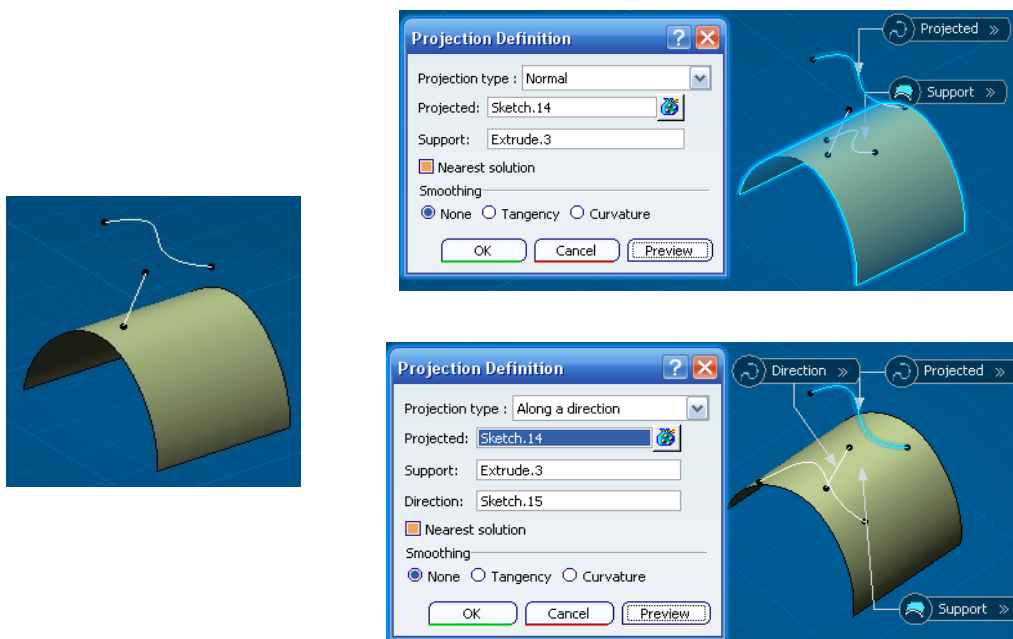 Projection Definition
Projection type : Normal
Projected: Sketch.14
Support: Extrude.3
Nearest solution
Smoothing
None Tangency Curvature
OK Cancel Preview
Projected »
Support »
Projection Definition
Projection type : Along a direction
Projected: Sketch.14
Support: Extrude.3
Direction: Sketch.15
Nearest solution
Smoothing
None Tangency Curvature
OK Cancel Preview
Direction » Projected »
Support »